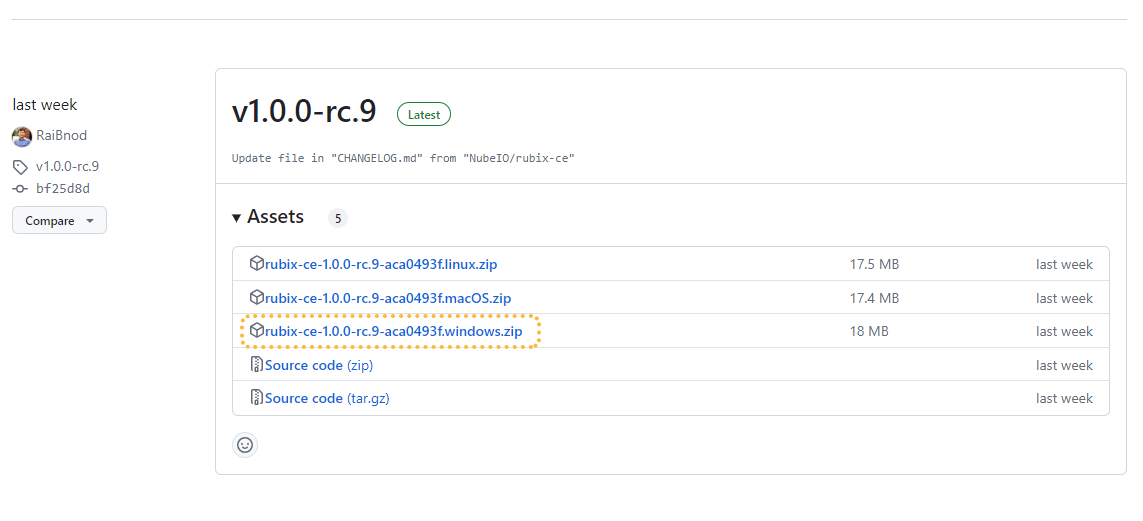 last week
RaiBnod
v1.0.0-rc.9
bf25d8d
Compare
v1.0.0-rc.9 Latest
Update file in "CHANGELOG.md" from "NubeIO/rubix-ce"
Assets 5
rubix-ce-1.0.0-rc.9-aca0493f.linux.zip 17.5 MB last week
rubix-ce-1.0.0-rc.9-aca0493f.macOS.zip 17.4 MB last week
rubix-ce-1.0.0-rc.9-aca0493f.windows.zip 18 MB last week
Source code (zip) last week
Source code (tar.gz) last week